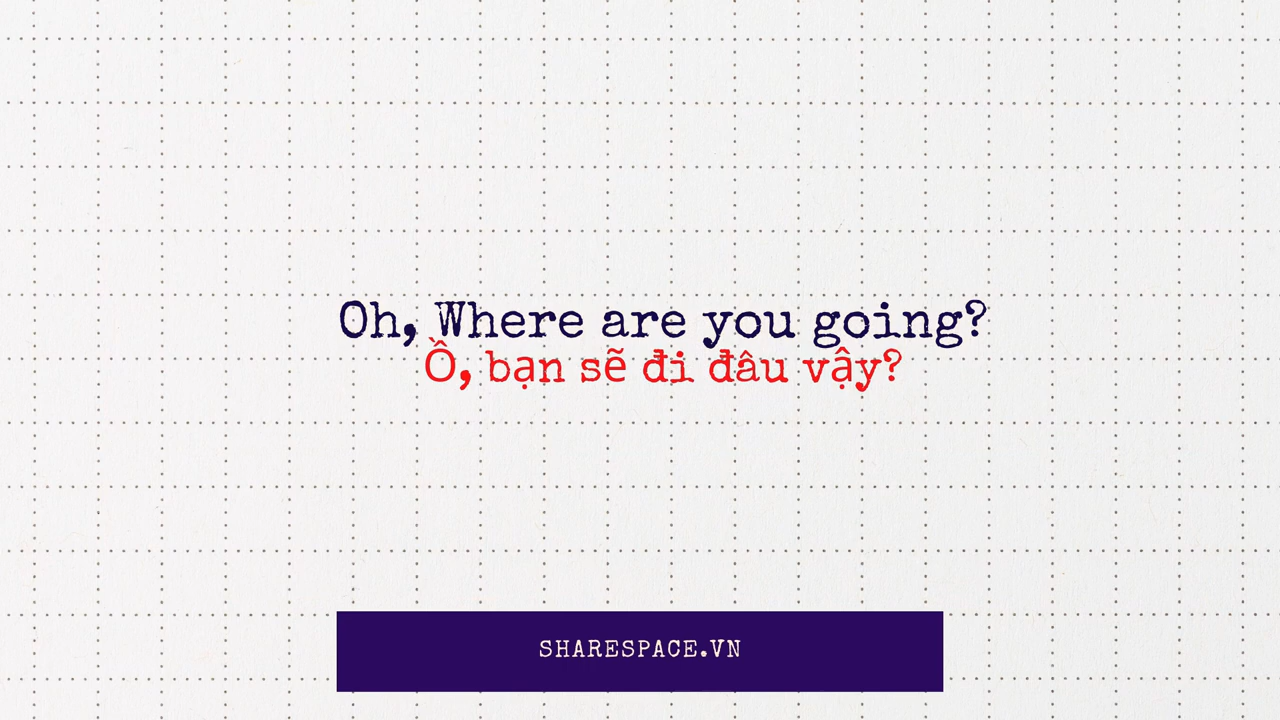 Oh, Where are you going?
Ồ, bạn sẽ đi đâu vậy?
SHARESPACE.VN